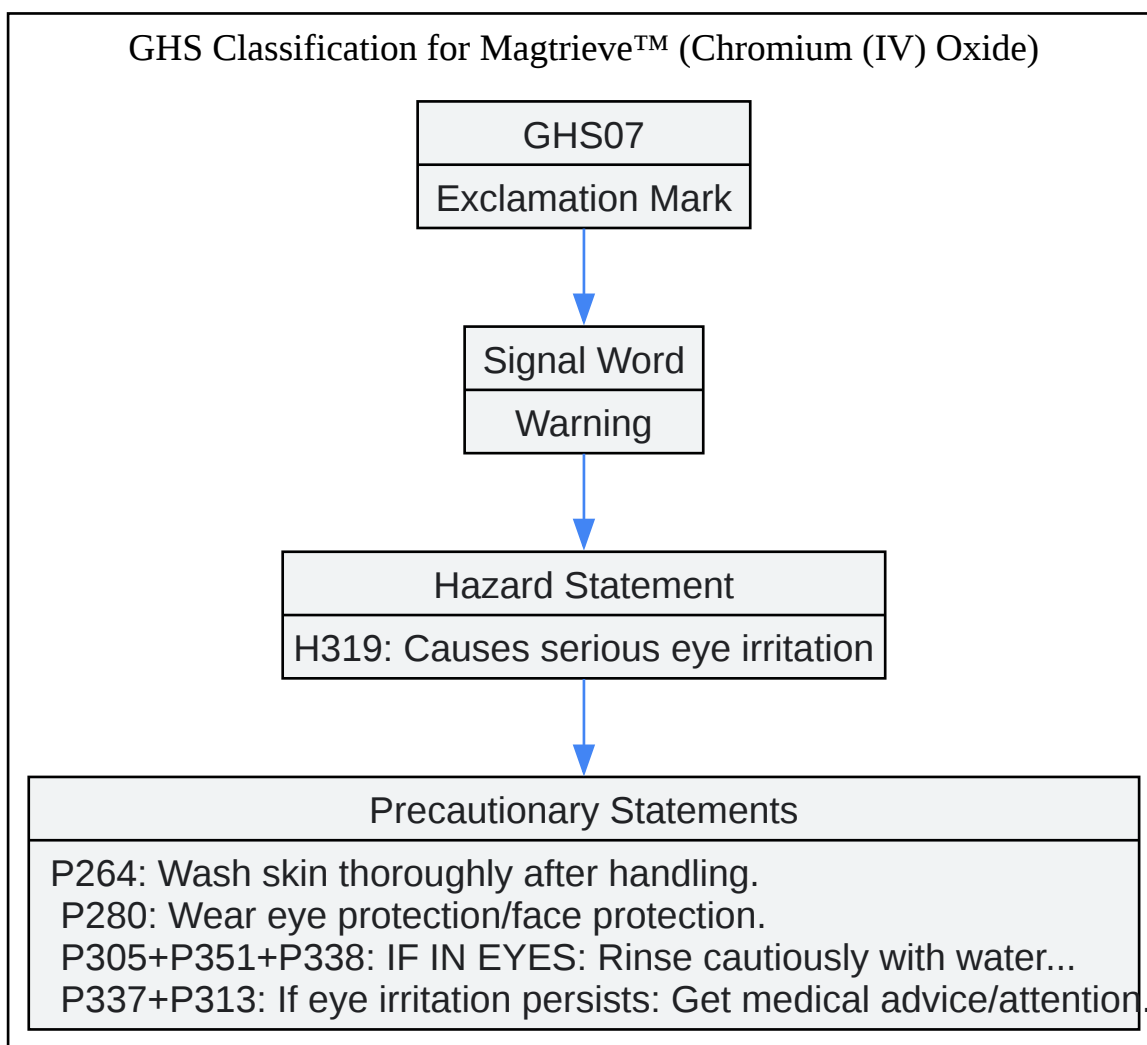 GHS Classification for Magtrieve™ (Chromium (IV) Oxide)
GHS07
Exclamation Mark
Signal Word
Warning
Hazard Statement
H319: Causes serious eye irritation
Precautionary Statements
P264: Wash skin thoroughly after handling.
P280: Wear eye protection/face protection.
P305+P351+P338: IF IN EYES: Rinse cautiously with water...
P337+P313: If eye irritation persists: Get medical advice/attention.